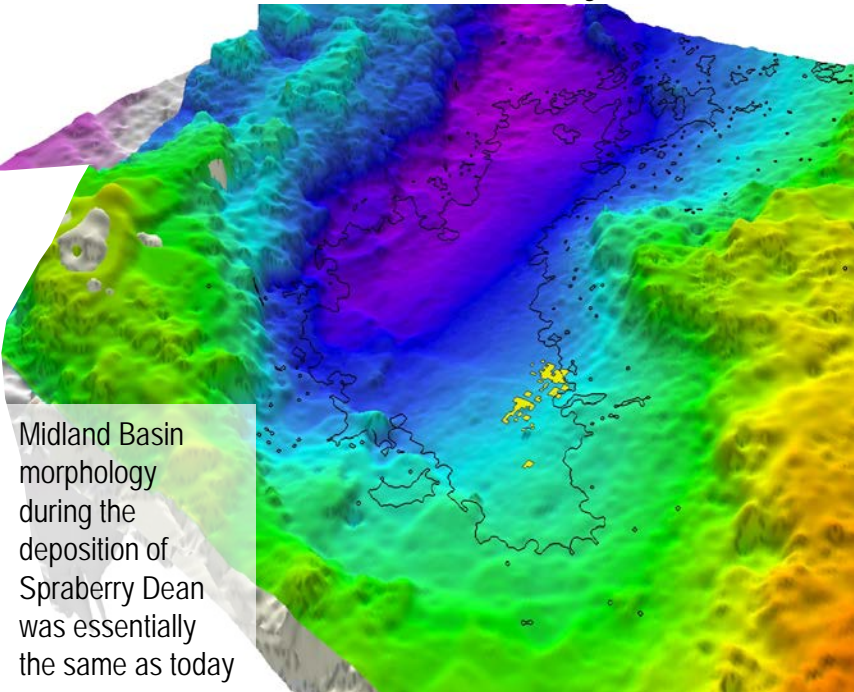 Midland Basin
morphology
during the
deposition of
Spraberry Dean
was essentially
the same as today